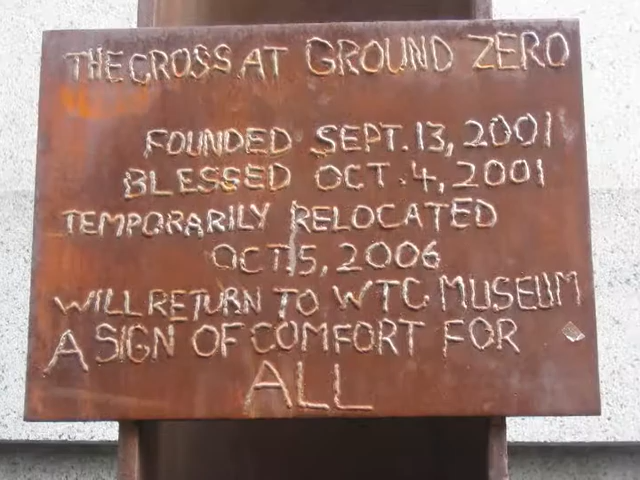 THE CROSS AT GROUND ZERO
FOUNDED SEPT. 13, 2001
BLESSED OCT. 4, 2001
TEMPORARILY RELOCATED
OCT. 5, 2006
WILL RETURN TO WTC MUSEUM
A SIGN OF COMFORT FOR
ALL